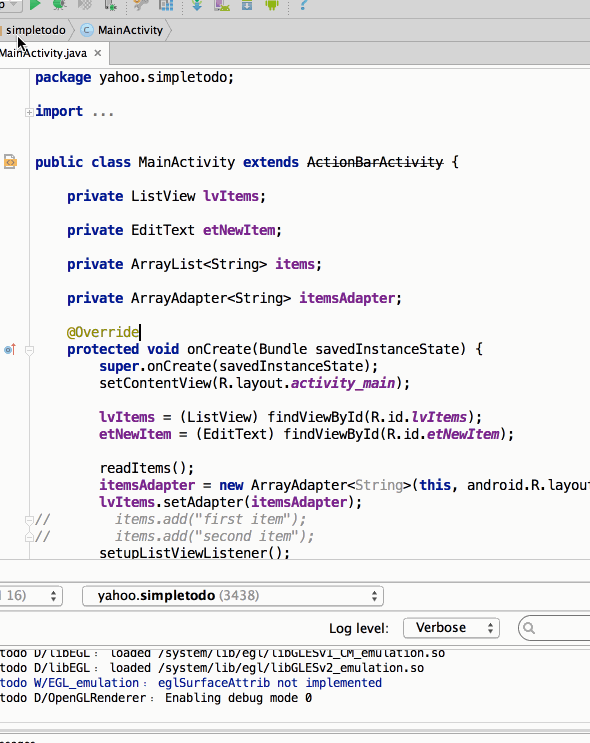 simpletodo C MainActivity
MainActivity.java ×
package yahoo.simpletodo;
import ...
public class MainActivity extends ActionBarActivity {
private ListView lvItems;
private EditText etNewItem;
private ArrayList<String> items;
private ArrayAdapter<String> itemsAdapter;
@Override
protected void onCreate(Bundle savedInstanceState) {
super.onCreate(savedInstanceState);
setContentView(R.layout.activity_main);
lvItems = (ListView) findViewById(R.id.lvItems);
etNewItem = (EditText) findViewById(R.id.etNewItem);
readItems();
itemsAdapter = new ArrayAdapter<String>(this, android.R.layou
lvItems.setAdapter(itemsAdapter);
// items.add("first item");
// items.add("second item");
setupListViewListener();
16) yahoo.simpletodo (3438)
Log level: Verbose
todo D/libEGL﹕ loaded /system/lib/egl/libGLESv1_CM_emulation.so
todo D/libEGL﹕ loaded /system/lib/egl/libGLESv2_emulation.so
todo W/EGL_emulation﹕ eglSurfaceAttrib not implemented
todo D/OpenGLRenderer﹕ Enabling debug mode 0